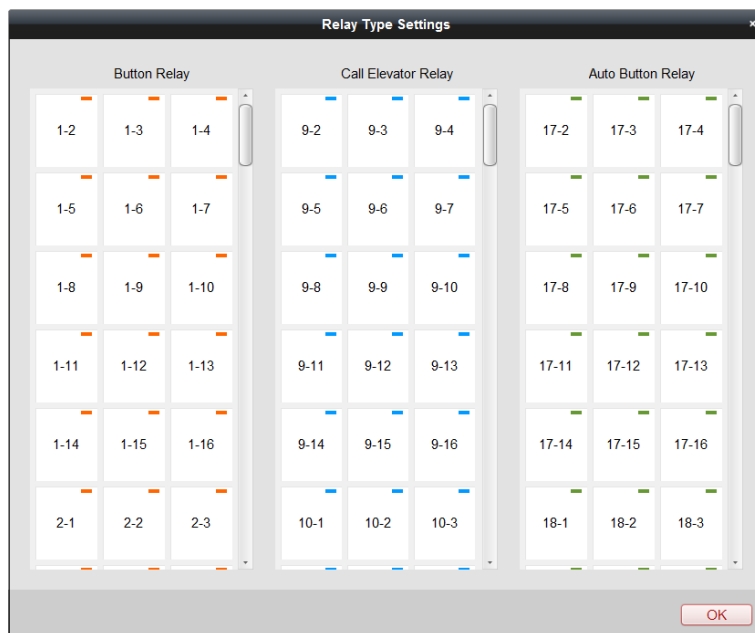 Relay Type Settings
×
Button Relay Call Elevator Relay Auto Button Relay
1-2 1-3 1-4 9-2 9-3 9-4 17-2 17-3 17-4
1-5 1-6 1-7 9-5 9-6 9-7 17-5 17-6 17-7
1-8 1-9 1-10 9-8 9-9 9-10 17-8 17-9 17-10
1-11 1-12 1-13 9-11 9-12 9-13 17-11 17-12 17-13
1-14 1-15 1-16 9-14 9-15 9-16 17-14 17-15 17-16
2-1 2-2 2-3 10-1 10-2 10-3 18-1 18-2 18-3
OK